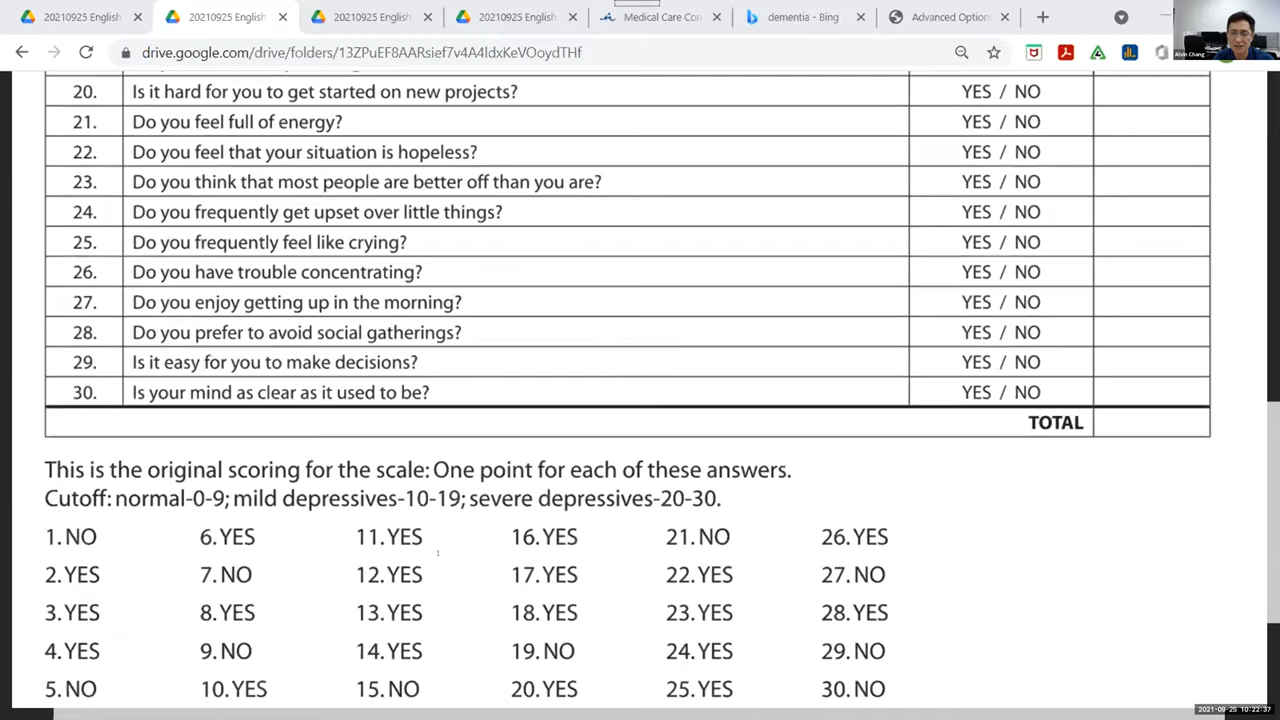 20210925 English
20210925 English
20210925 English
20210925 English
Medical Care Con
dementia - Bing
Advanced Option
drive.google.com/drive/folders/13ZPuEF8AARsief7v4A4ldxKeVQoydTHf
Alvin Chang
20. Is it hard for you to get started on new projects? YES / NO
21. Do you feel full of energy? YES / NO
22. Do you feel that your situation is hopeless? YES / NO
23. Do you think that most people are better off than you are? YES / NO
24. Do you frequently get upset over little things? YES / NO
25. Do you frequently feel like crying? YES / NO
26. Do you have trouble concentrating? YES / NO
27. Do you enjoy getting up in the morning? YES / NO
28. Do you prefer to avoid social gatherings? YES / NO
29. Is it easy for you to make decisions? YES / NO
30. Is your mind as clear as it used to be? YES / NO
TOTAL
This is the original scoring for the scale: One point for each of these answers.
Cutoff: normal-0-9; mild depressives-10-19; severe depressives-20-30.
1. NO 6. YES 11. YES 16. YES 21. NO 26. YES
2. YES 7. NO 12. YES 17. YES 22. YES 27. NO
3. YES 8. YES 13. YES 18. YES 23. YES 28. YES
4. YES 9. NO 14. YES 19. NO 24. YES 29. NO
5. NO 10. YES 15. NO 20. YES 25. YES 30. NO
2021-09-25 10:22:37